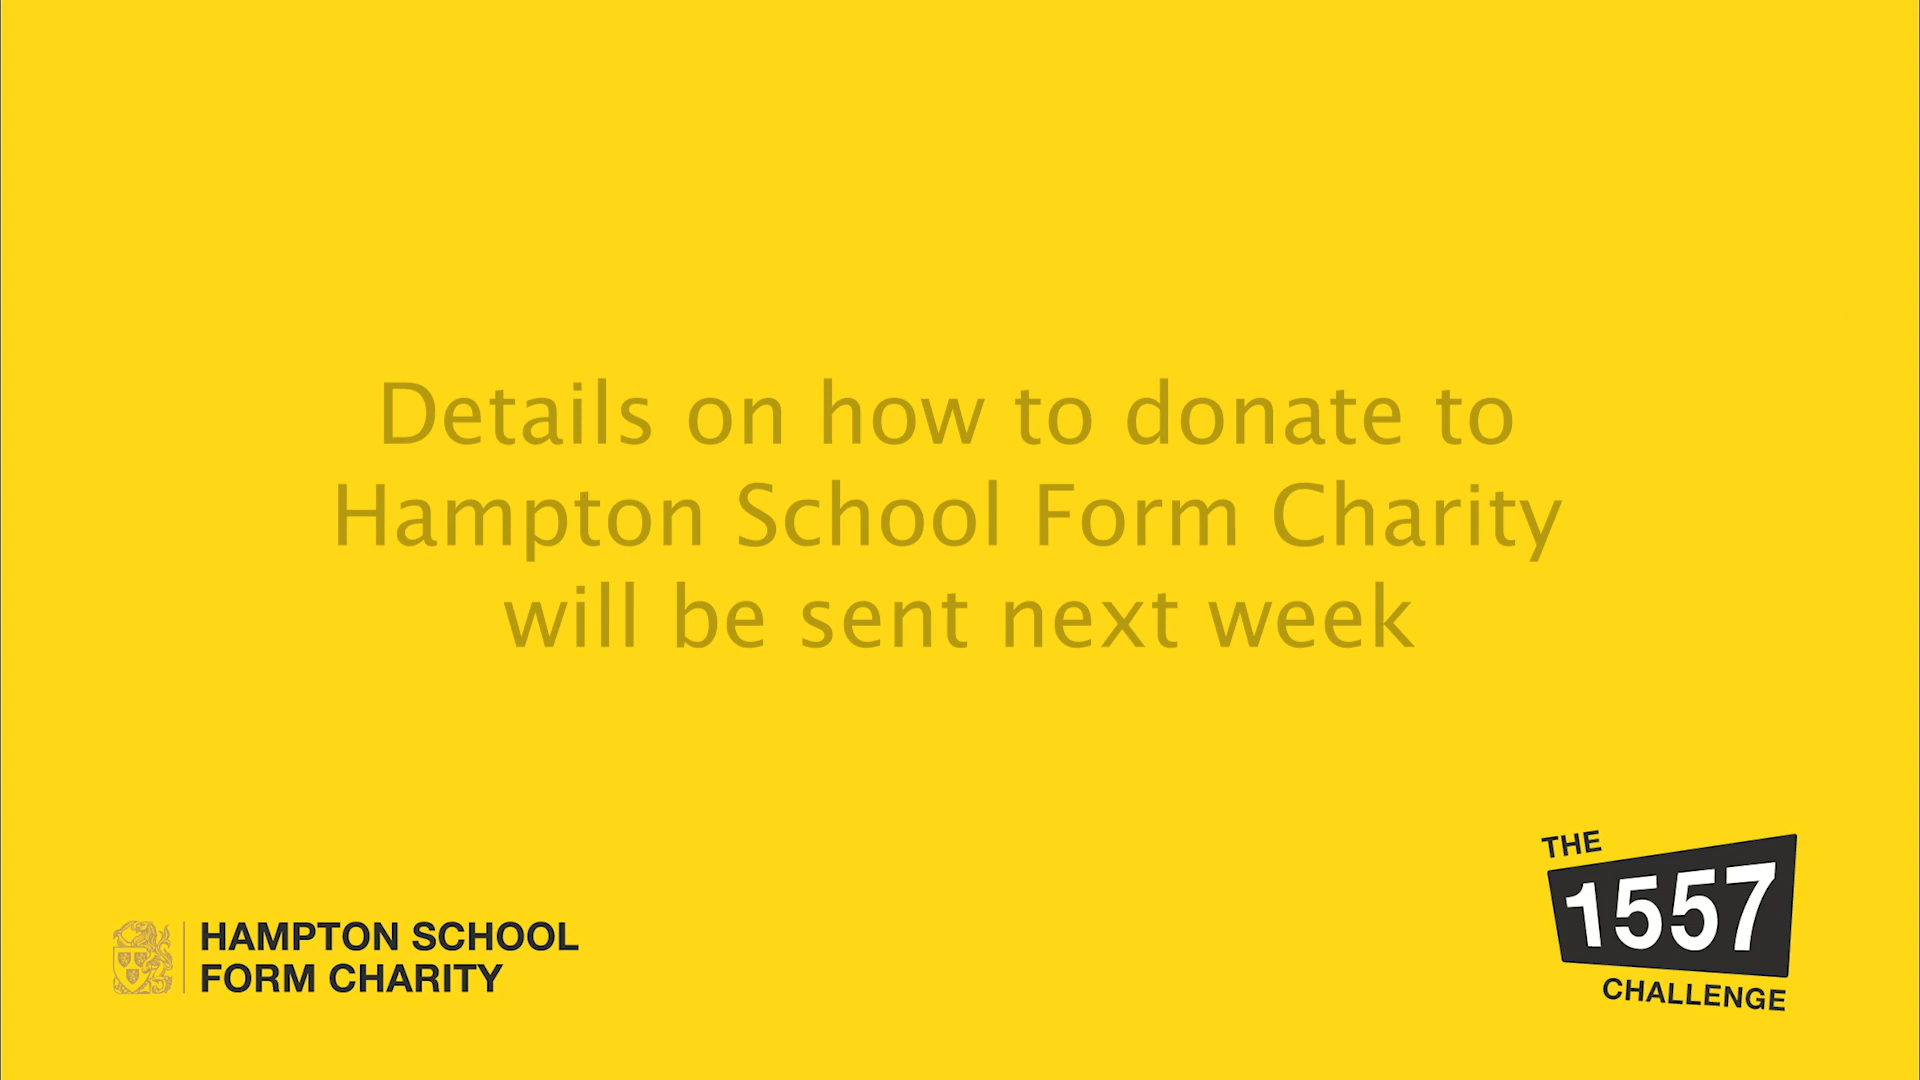 Details on how to donate to
Hampton School Form Charity
will be sent next week
HAMPTON SCHOOL
FORM CHARITY
THE
1557
CHALLENGE